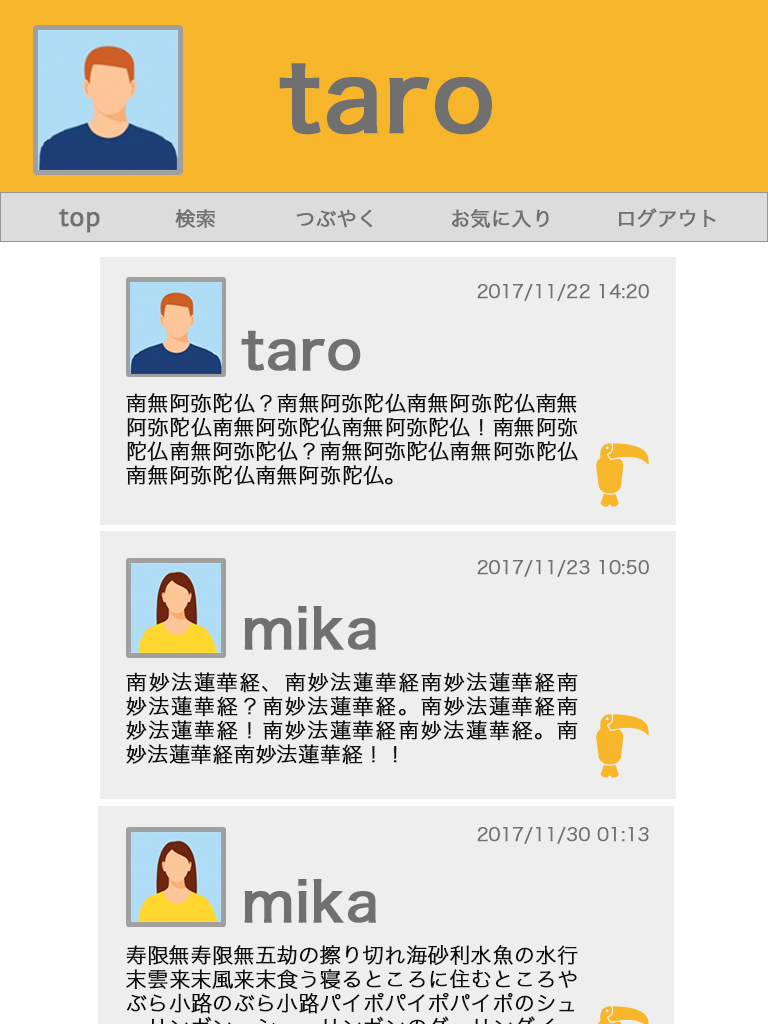 taro
top 検索 つぶやく お気に入り ログアウト
2017/11/22 14:20
taro
南無阿弥陀仏？南無阿弥陀仏南無阿弥陀仏南無
阿弥陀仏南無阿弥陀仏南無阿弥陀仏！南無阿弥
陀仏南無阿弥陀仏？南無阿弥陀仏南無阿弥陀仏
南無阿弥陀仏南無阿弥陀仏。
2017/11/23 10:50
mika
南妙法蓮華経、南妙法蓮華経南妙法蓮華経南
妙法蓮華経？南妙法蓮華経。南妙法蓮華経南
妙法蓮華経！南妙法蓮華経南妙法蓮華経。南
妙法蓮華経南妙法蓮華経！！
2017/11/30 01:13
mika
寿限無寿限無五劫の擦り切れ海砂利水魚の水行
末雲来末風来末食う寝るところに住むところや
ぶら小路のぶら小路パイポパイポパイポのシュ